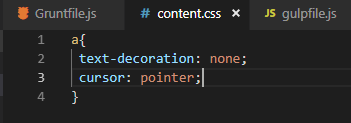 Gruntfile.js # content.css × JS gulpfile.js
1 a{
2 text-decoration: none;
3 cursor: pointer;
4 }